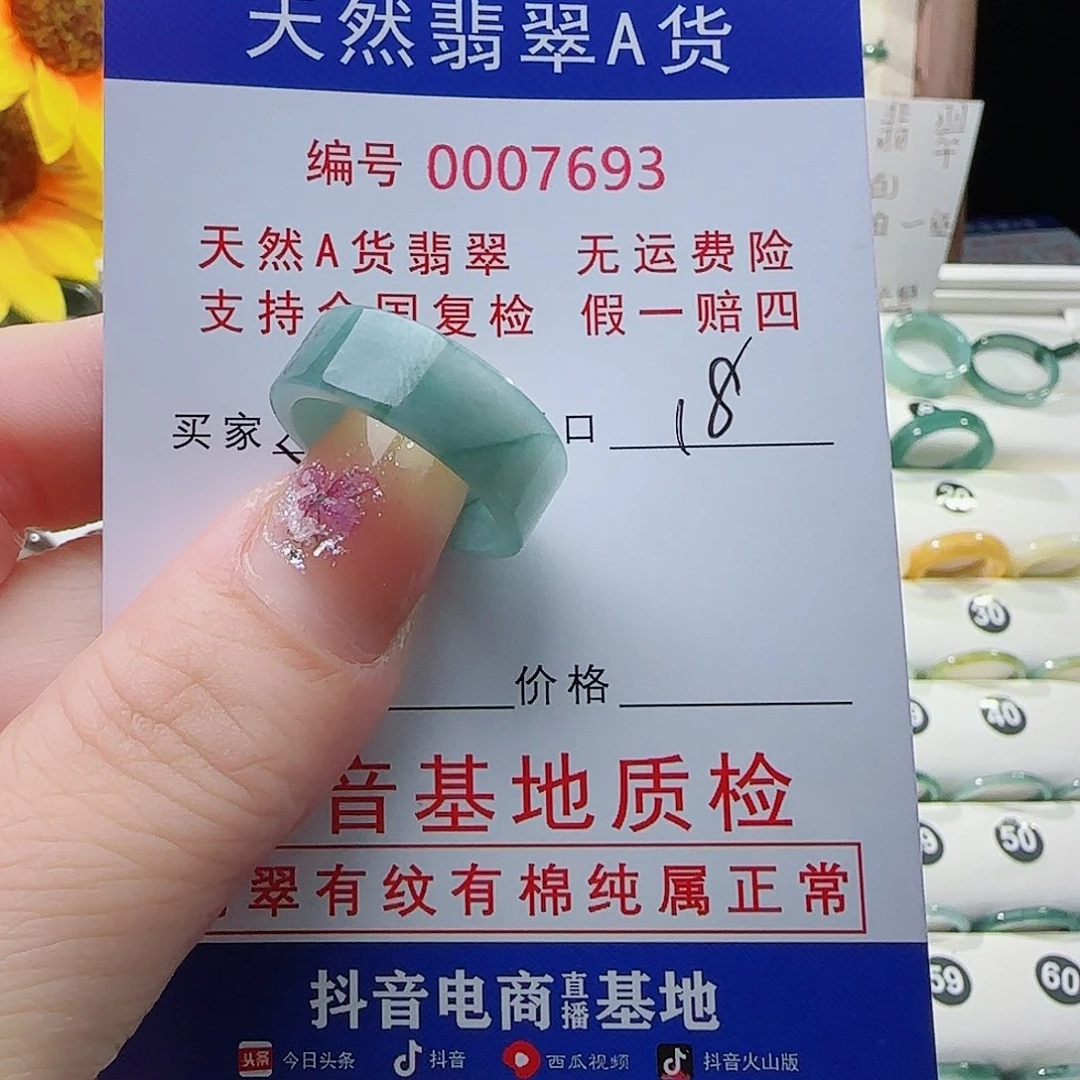 天然翡翠A货
编号 0007693
天然A货翡翠 无运费险
支持全国复检 假一赔四
买家 口 18
价格
音基地质检
翠有纹有棉纯属正常
抖音电商直播基地
今日头条 抖音 西瓜视频 抖音火山版
20
30
40
50
59 60